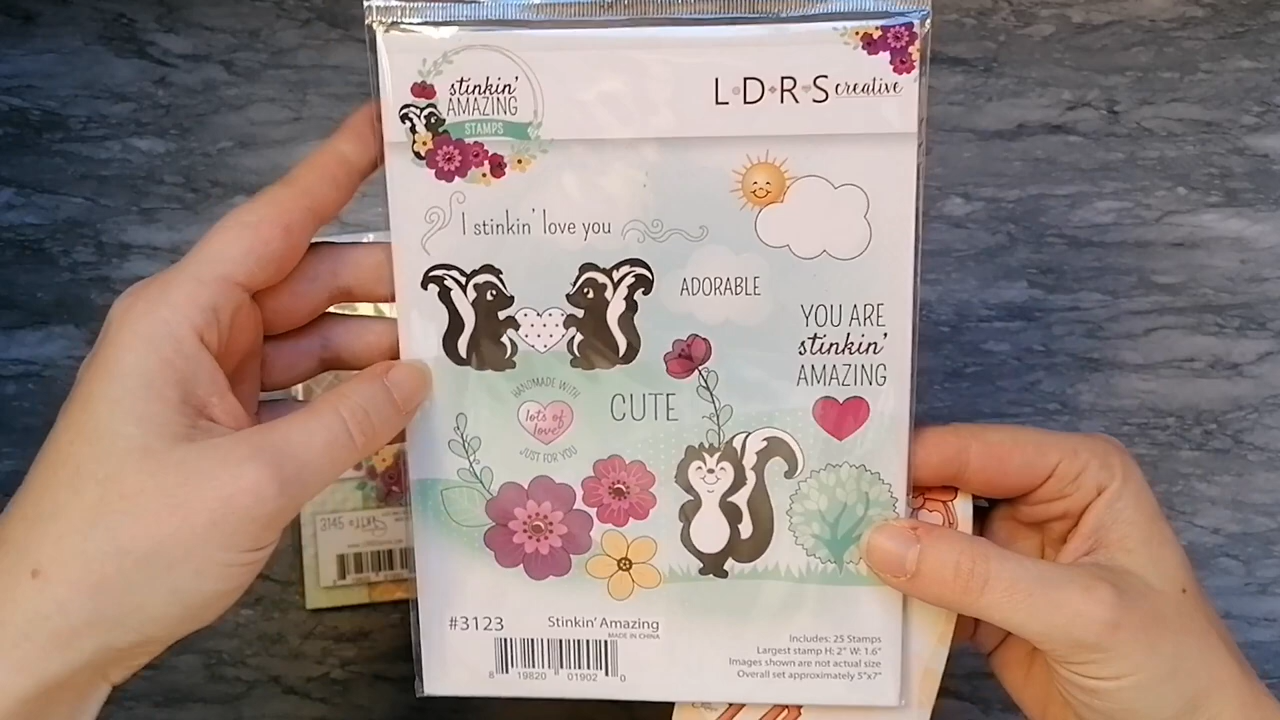 stinkin'
AMAZING
STAMPS
L·D·R·S creative
I stinkin' love you
ADORABLE
YOU ARE
stinkin'
AMAZING
HANDMADE WITH
lots of
love
JUST FOR YOU
CUTE
#3123
Stinkin' Amazing
MADE IN CHINA
8 19820 01902 0
Includes: 25 Stamps
Largest stamp H: 2" W: 1.6"
Images shown are not actual size
Overall set approximately 5"x7"
3145